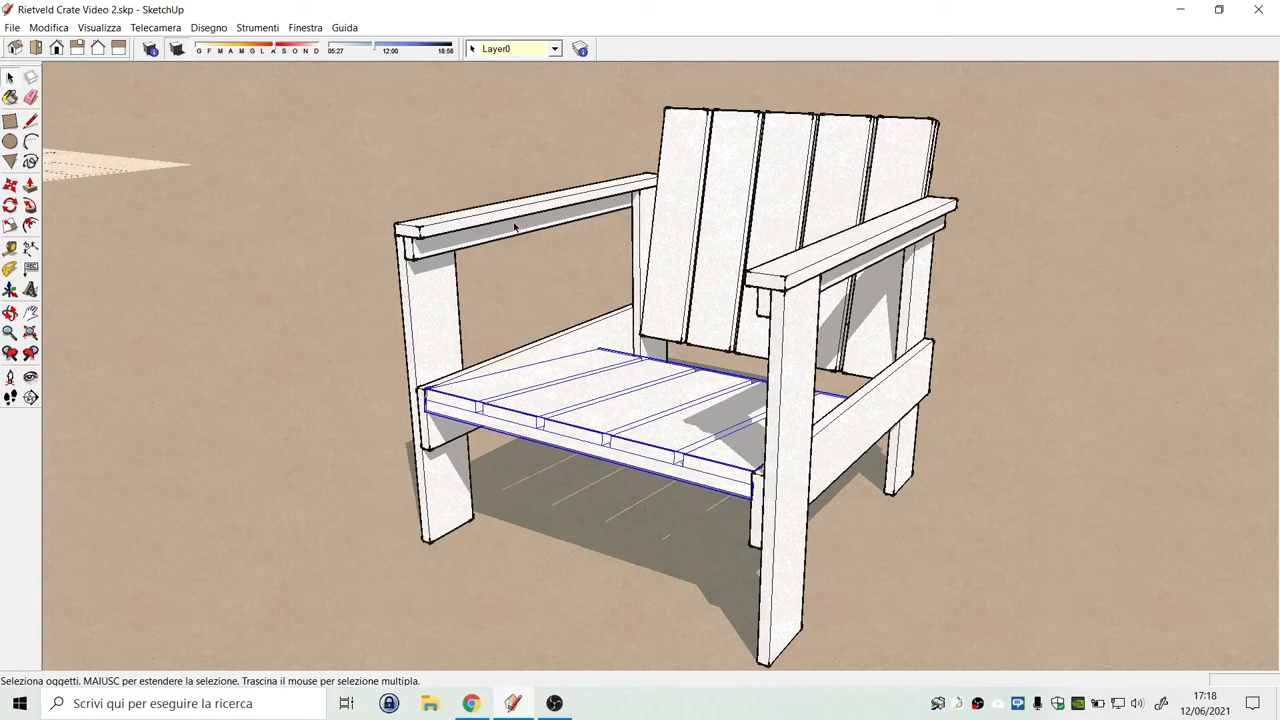 Rietveld Crate Video 2.skp - SketchUp
File Modifica Visualizza Telecamera Disegno Strumenti Finestra Guida
G F M A M G L A S O N D 05:27 12:00 18:58 Layer0
Seleziona oggetti. MAIUSC per estendere la selezione. Trascina il mouse per selezione multipla.
Scrivi qui per eseguire la ricerca
17:18
12/06/2021